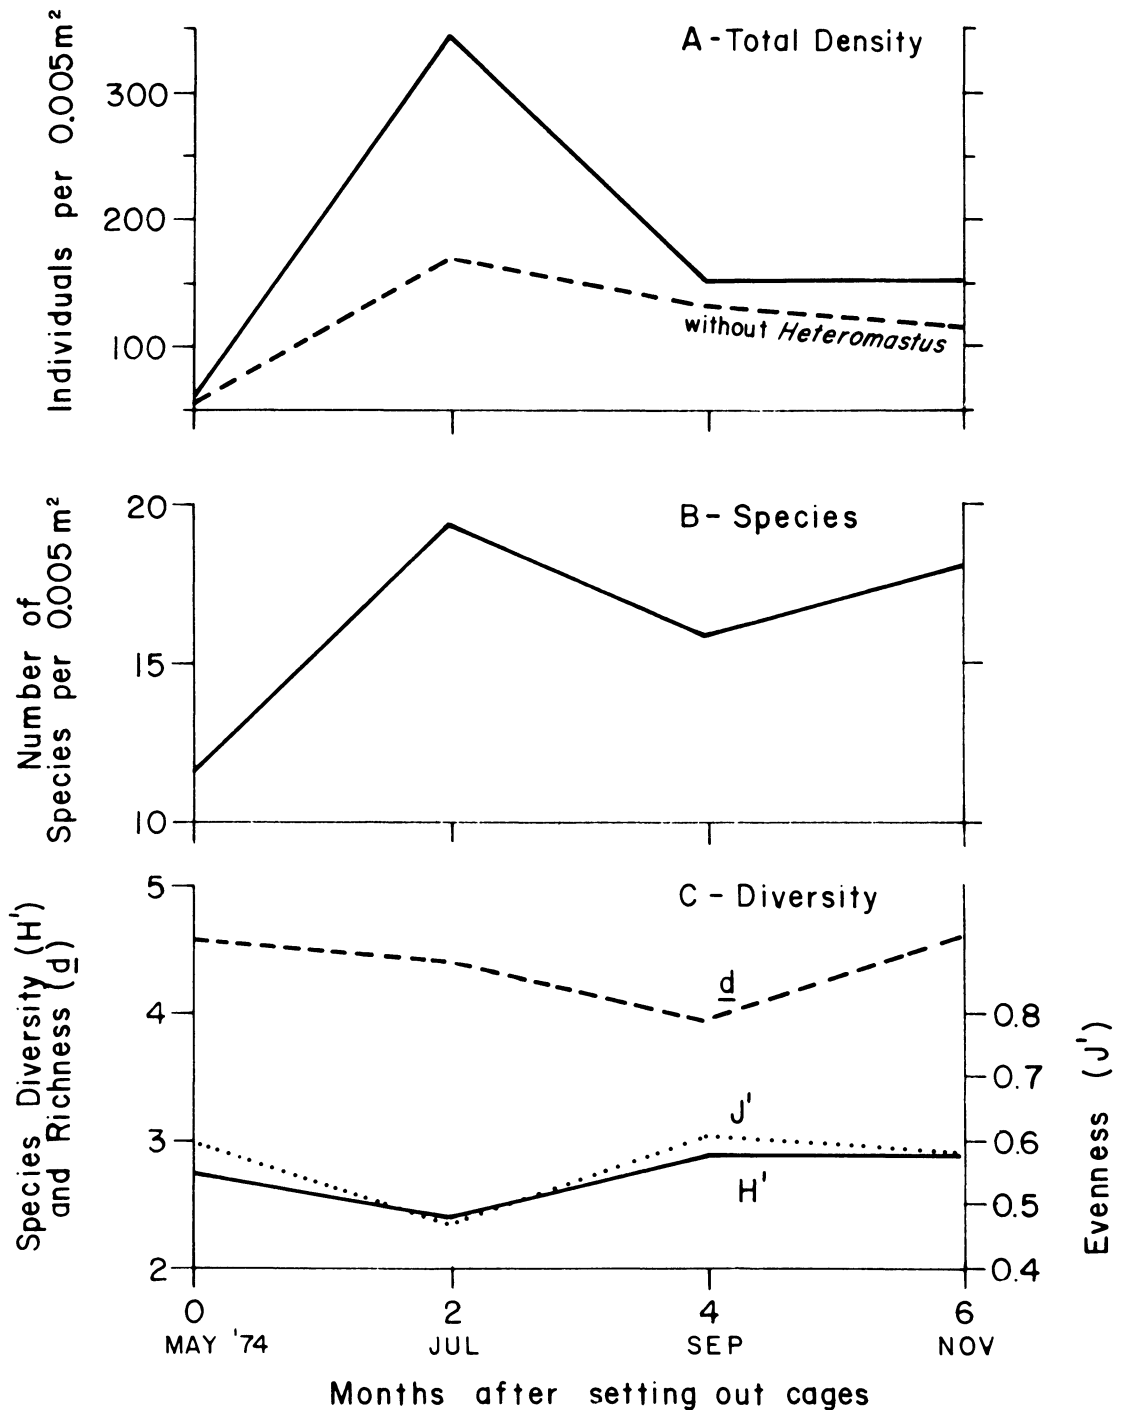 A-Total Density
Individuals per 0.005m²
300
200
100
without Heteromastus
B-Species
Number of
Species per 0.005 m²
20
15
10
C-Diversity
Species Diversity (H')
and Richness (d)
5
4
3
2
d
J'
H'
0.8
0.7
0.6
0.5
0.4
Evenness (J')
0 2 4 6
MAY '74 JUL SEP NOV
Months after setting out cages